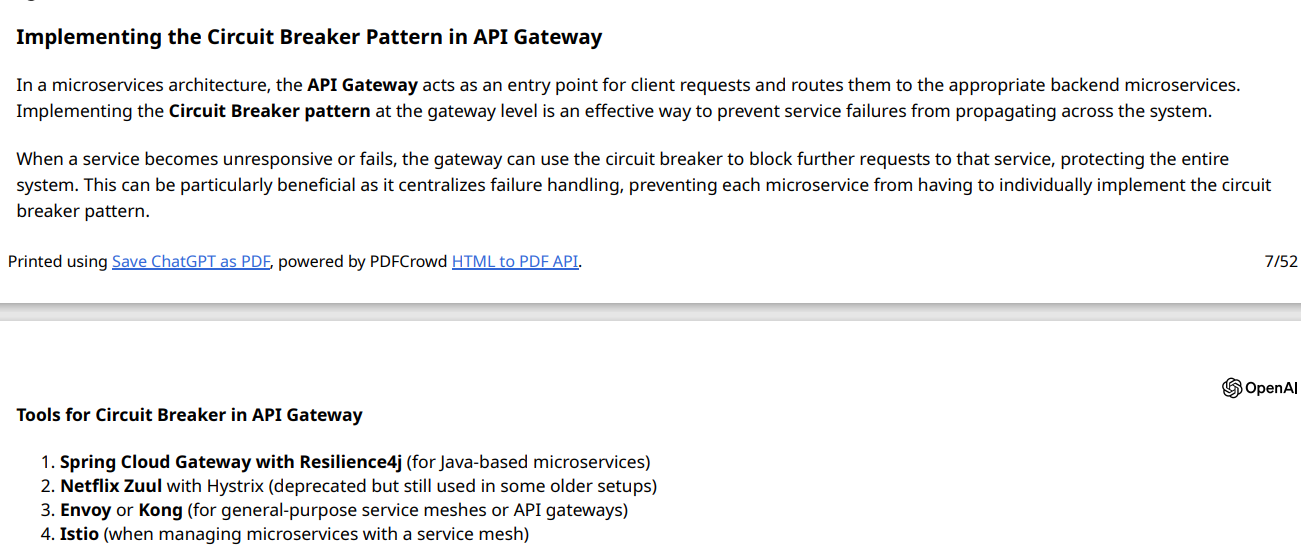 Implementing the Circuit Breaker Pattern in API Gateway
In a microservices architecture, the API Gateway acts as an entry point for client requests and routes them to the appropriate backend microservices.
Implementing the Circuit Breaker pattern at the gateway level is an effective way to prevent service failures from propagating across the system.
When a service becomes unresponsive or fails, the gateway can use the circuit breaker to block further requests to that service, protecting the entire
system. This can be particularly beneficial as it centralizes failure handling, preventing each microservice from having to individually implement the circuit
breaker pattern.
Printed using Save ChatGPT as PDF, powered by PDFCrowd HTML to PDF API. 7/52
OpenAI
Tools for Circuit Breaker in API Gateway
1. Spring Cloud Gateway with Resilience4j (for Java-based microservices)
2. Netflix Zuul with Hystrix (deprecated but still used in some older setups)
3. Envoy or Kong (for general-purpose service meshes or API gateways)
4. Istio (when managing microservices with a service mesh)